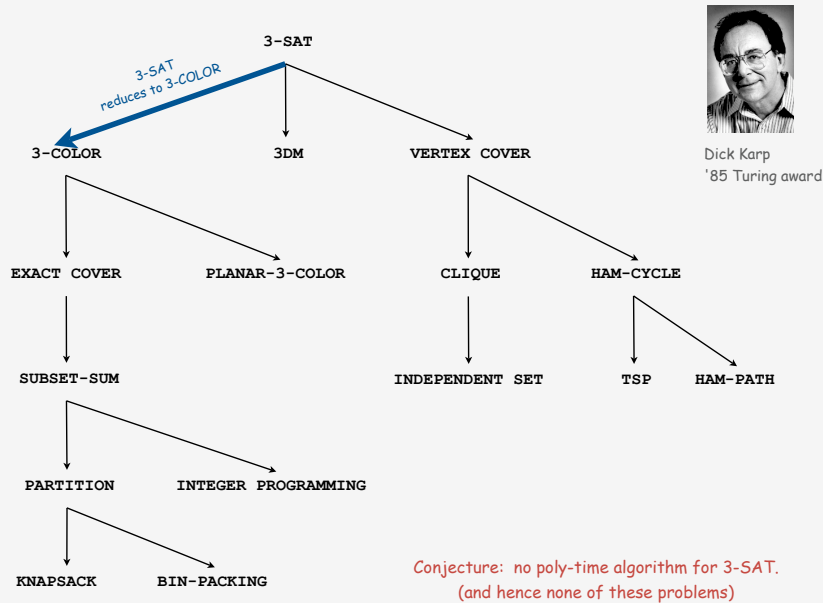 3-SAT
3-SAT
reduces to 3-COLOR
3-COLOR
3DM
VERTEX COVER
Dick Karp
'85 Turing award
EXACT COVER
PLANAR-3-COLOR
CLIQUE
HAM-CYCLE
SUBSET-SUM
INDEPENDENT SET
TSP
HAM-PATH
PARTITION
INTEGER PROGRAMMING
KNAPSACK
BIN-PACKING
Conjecture: no poly-time algorithm for 3-SAT.
(and hence none of these problems)